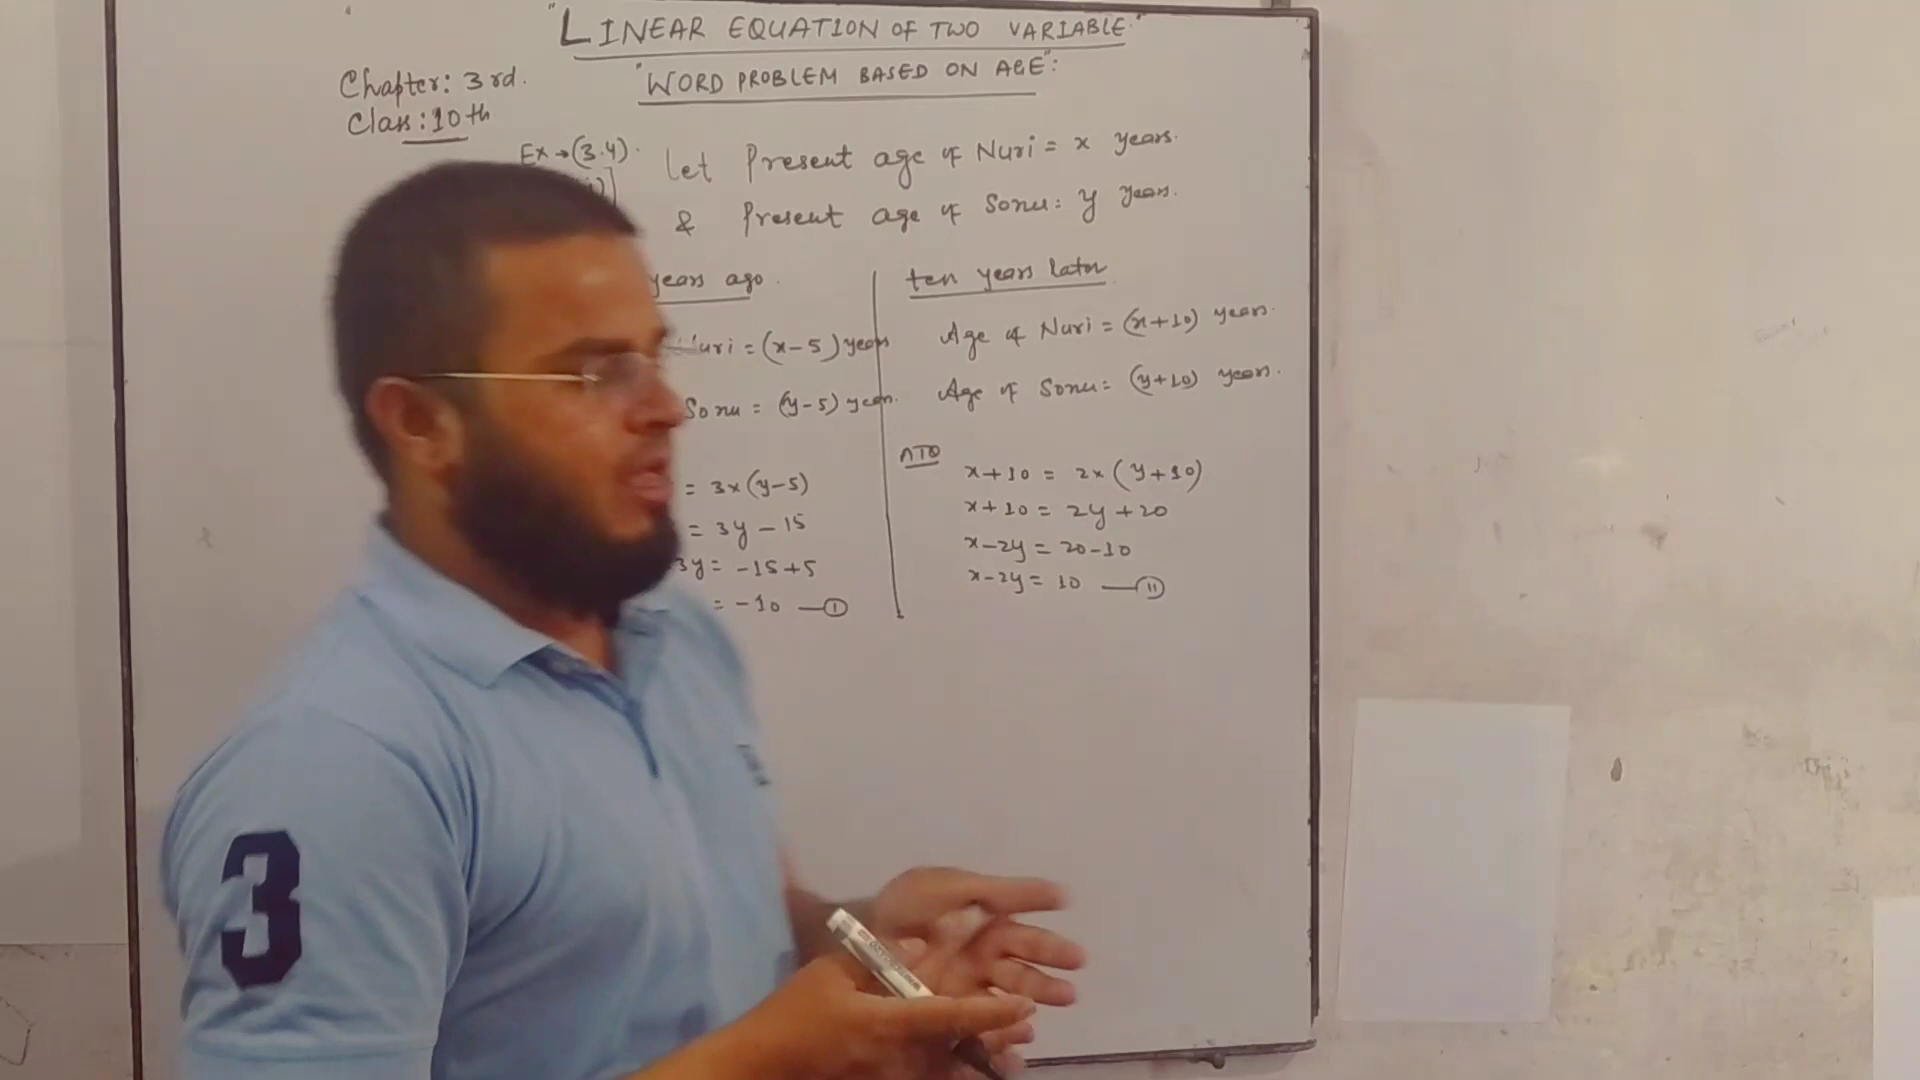 "LINEAR EQUATION OF TWO VARIABLE."
"WORD PROBLEM BASED ON AGE":
Chapter: 3rd.
Class: 10th
Ex → (3.4).
Let Present age of Nuri = x years.
& Present age of Sonu = y years.
years ago.
uri = (x-5) years
Sonu = (y-5) years.
= 3x(y-5)
= 3y - 15
3y = -15+5
= -10 — (I)
ten years later
Age of Nuri = (x+10) years.
Age of Sonu = (y+10) years.
ATQ
x+10 = 2x(y+10)
x+10 = 2y+20
x-2y = 20-10
x-2y = 10 — (II)
3